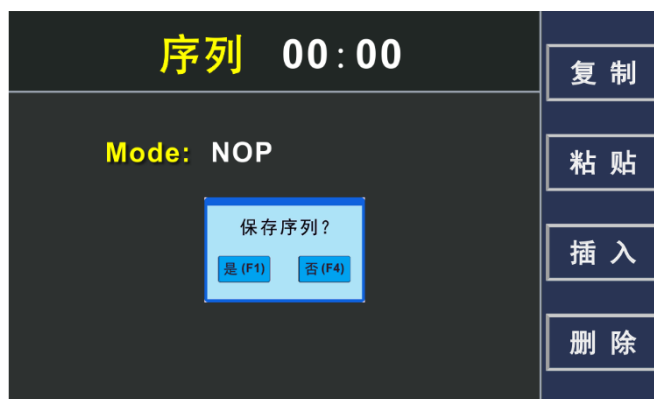 序列 00:00
Mode: NOP
保存序列?
是(F1) 否(F4)
复制
粘贴
插入
删除